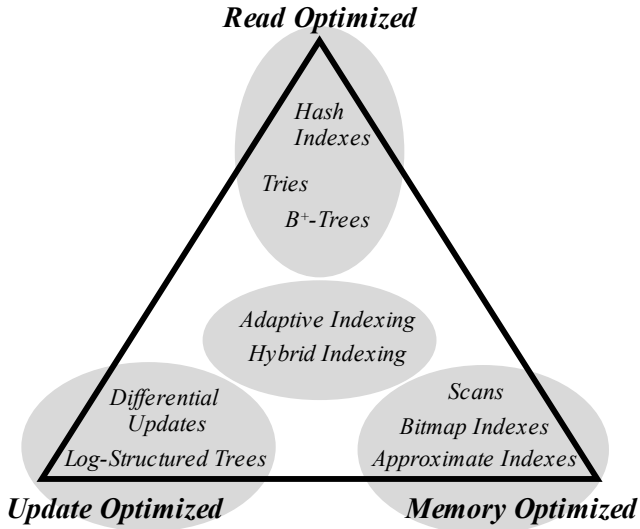 Read Optimized
Hash
Indexes
Tries
B⁺-Trees
Adaptive Indexing
Hybrid Indexing
Differential
Updates
Log-Structured Trees
Scans
Bitmap Indexes
Approximate Indexes
Update Optimized
Memory Optimized